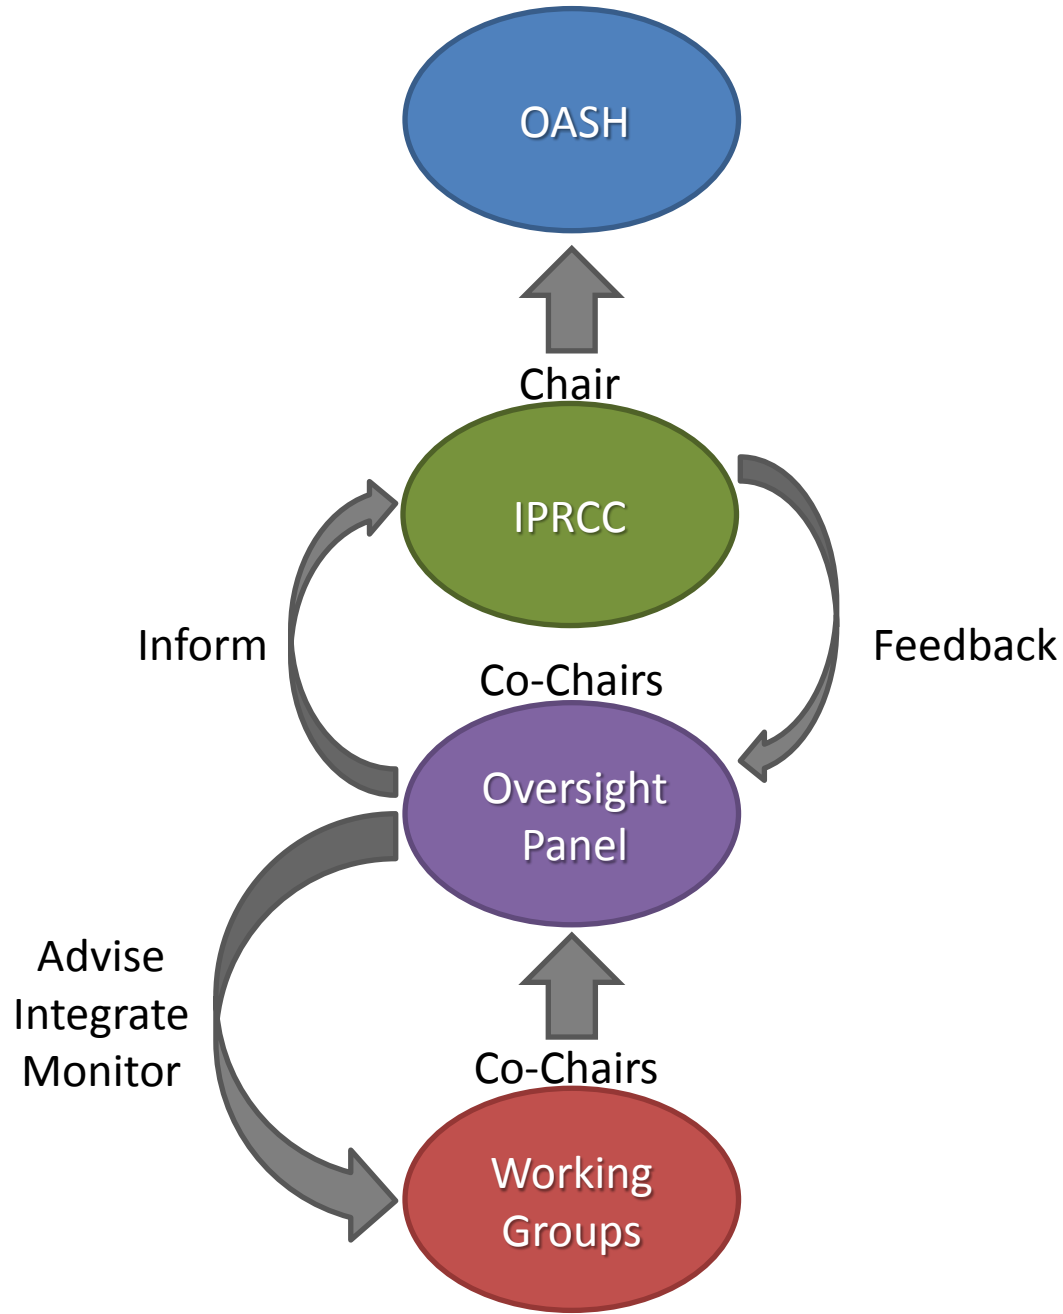 OASH
Chair
IPRCC
Inform
Feedback
Co-Chairs
Oversight
Panel
Advise
Integrate
Monitor
Co-Chairs
Working
Groups